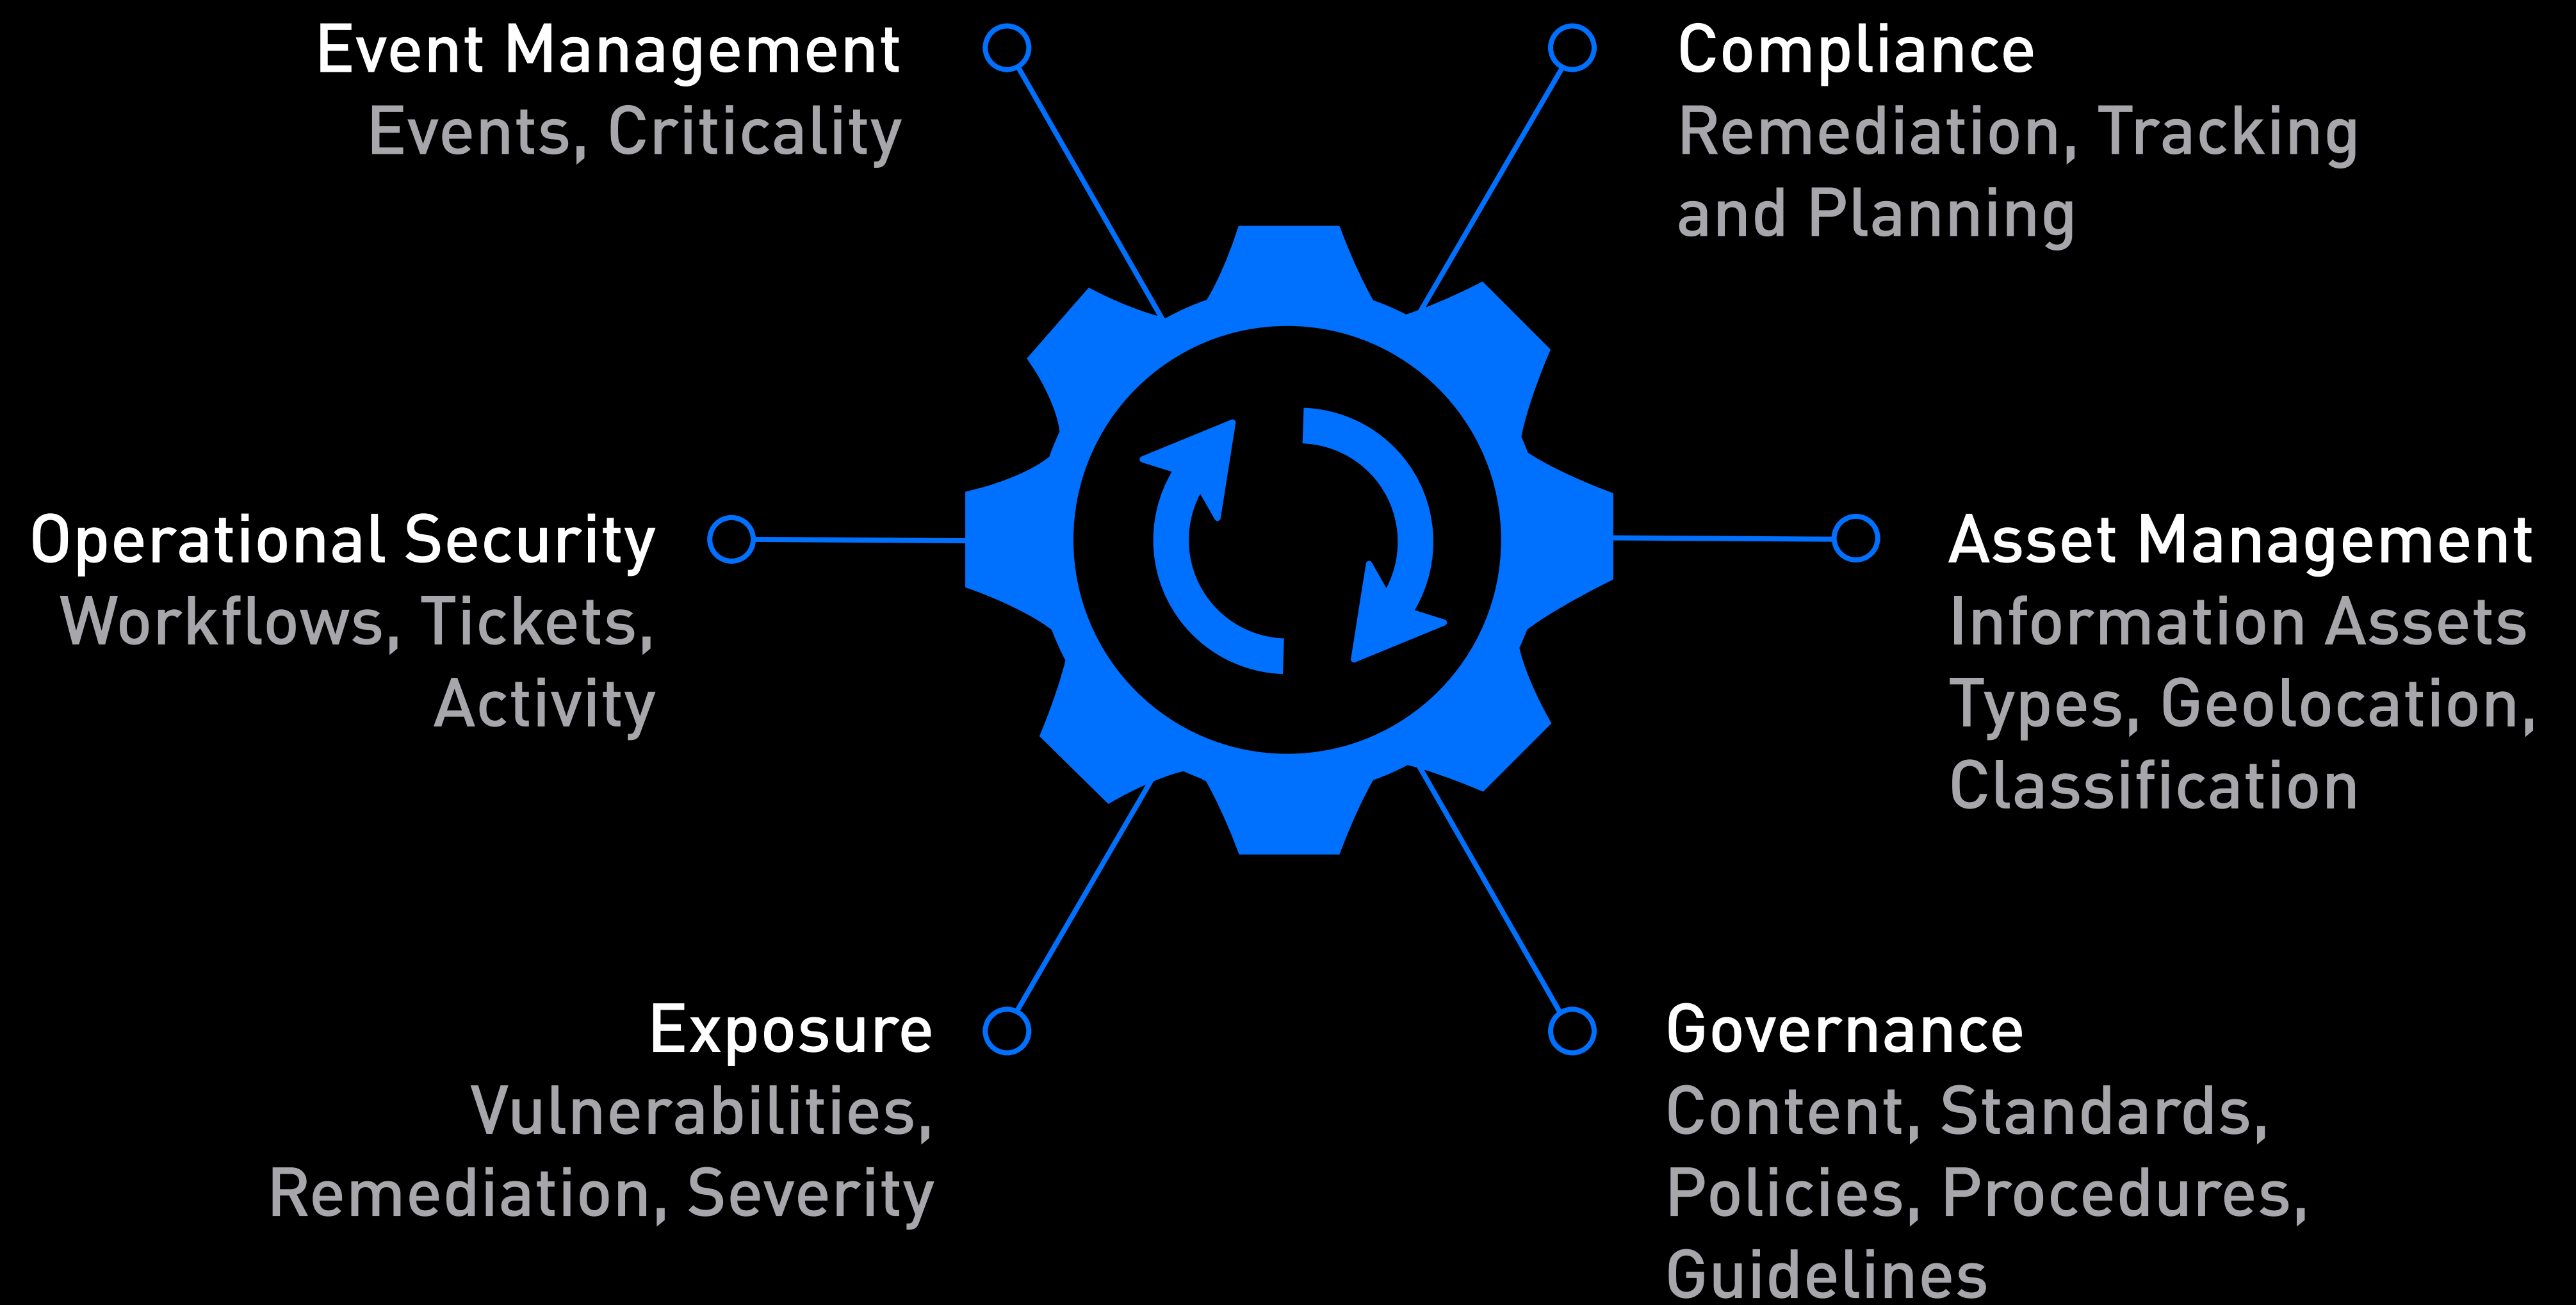 Event Management
Events, Criticality
Compliance
Remediation, Tracking
and Planning
Operational Security
Workflows, Tickets,
Activity
Asset Management
Information Assets
Types, Geolocation,
Classification
Exposure
Vulnerabilities,
Remediation, Severity
Governance
Content, Standards,
Policies, Procedures,
Guidelines